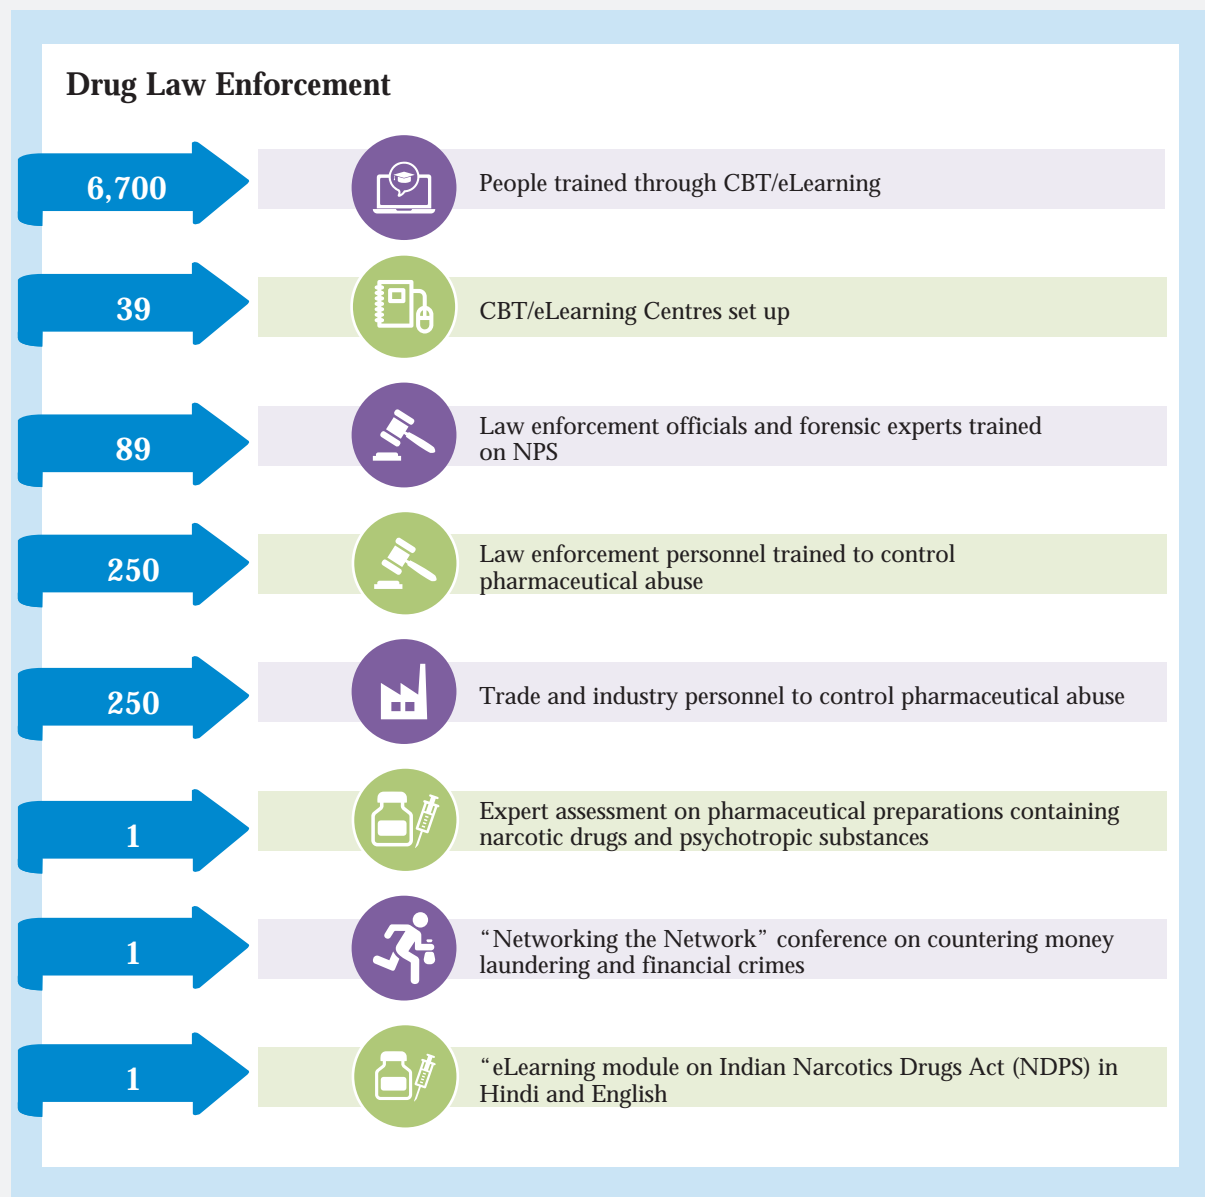 Drug Law Enforcement
6,700
People trained through CBT/eLearning
39
CBT/eLearning Centres set up
89
Law enforcement officials and forensic experts trained
on NPS
250
Law enforcement personnel trained to control
pharmaceutical abuse
250
Trade and industry personnel to control pharmaceutical abuse
1
Expert assessment on pharmaceutical preparations containing
narcotic drugs and psychotropic substances
1
“Networking the Network” conference on countering money
laundering and financial crimes
1
“eLearning module on Indian Narcotics Drugs Act (NDPS) in
Hindi and English